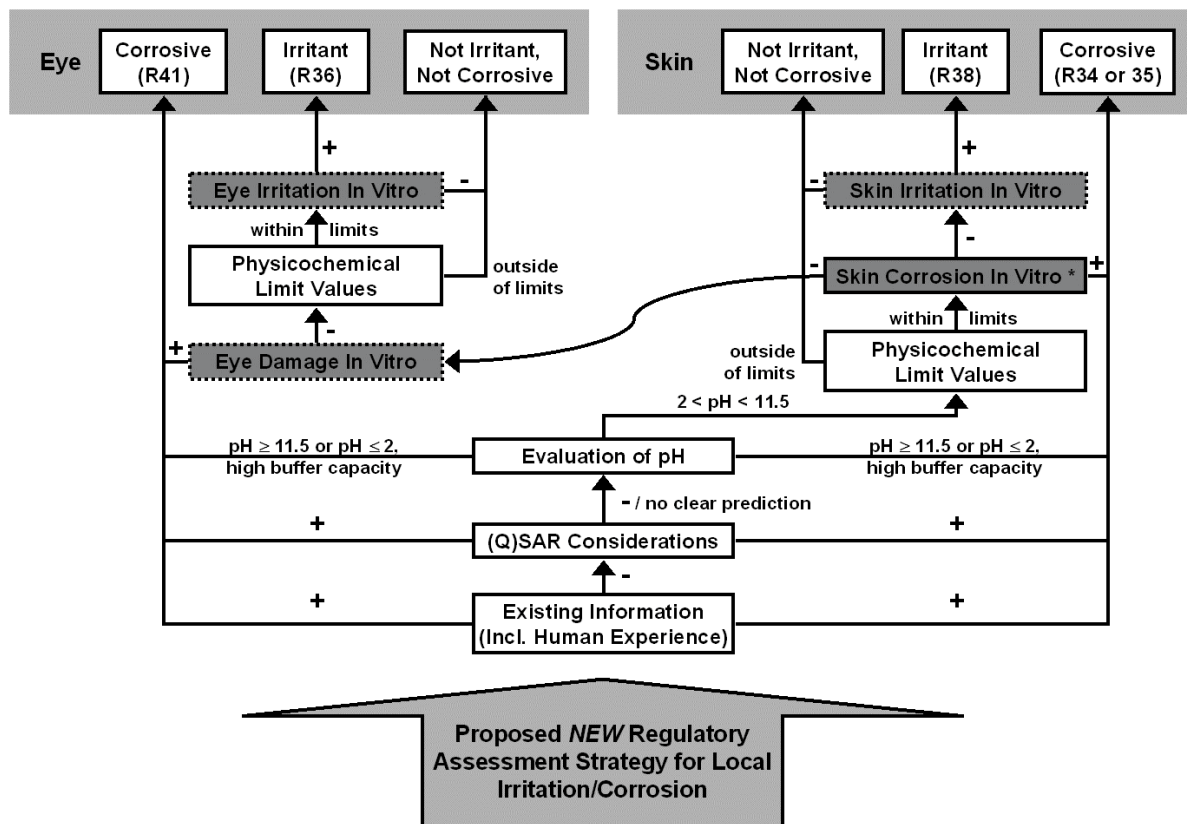 Eye
Corrosive
(R41)
Irritant
(R36)
Not Irritant,
Not Corrosive
Skin
Not Irritant,
Not Corrosive
Irritant
(R38)
Corrosive
(R34 or 35)
+
Eye Irritation In Vitro
-
within limits
Physicochemical
Limit Values
outside
of limits
-
+
Eye Damage In Vitro
+
-
Skin Irritation In Vitro
-
-
Skin Corrosion In Vitro *
+
within limits
outside
of limits
Physicochemical
Limit Values
2 < pH < 11.5
pH ≥ 11.5 or pH ≤ 2,
high buffer capacity
Evaluation of pH
pH ≥ 11.5 or pH ≤ 2,
high buffer capacity
- / no clear prediction
+
(Q)SAR Considerations
+
-
+
Existing Information
(Incl. Human Experience)
+
Proposed NEW Regulatory
Assessment Strategy for Local
Irritation/Corrosion